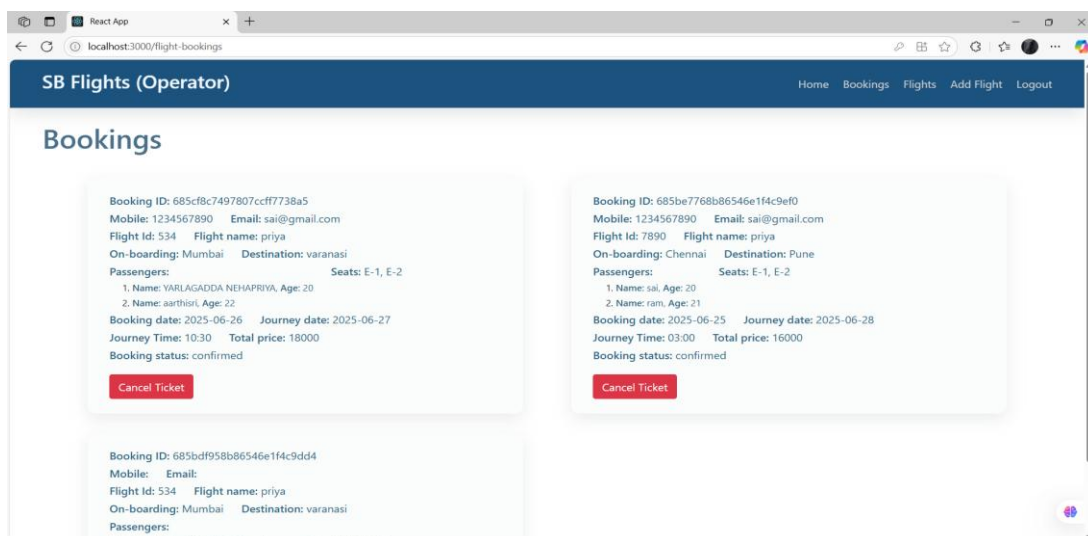 React App
localhost:3000/flight-bookings
SB Flights (Operator)
Home Bookings Flights Add Flight Logout
Bookings
Booking ID: 685cf8c7497807ccff7738a5
Mobile: 1234567890 Email: sai@gmail.com
Flight Id: 534 Flight name: priya
On-boarding: Mumbai Destination: varanasi
Passengers: Seats: E-1, E-2
1. Name: YARLAGADDA NEHAPRIYA, Age: 20
2. Name: aarthisri, Age: 22
Booking date: 2025-06-26 Journey date: 2025-06-27
Journey Time: 10:30 Total price: 18000
Booking status: confirmed
Cancel Ticket
Booking ID: 685be7768b86546e1f4c9ef0
Mobile: 1234567890 Email: sai@gmail.com
Flight Id: 7890 Flight name: priya
On-boarding: Chennai Destination: Pune
Passengers: Seats: E-1, E-2
1. Name: sai, Age: 20
2. Name: ram, Age: 21
Booking date: 2025-06-25 Journey date: 2025-06-28
Journey Time: 03:00 Total price: 16000
Booking status: confirmed
Cancel Ticket
Booking ID: 685bdf958b86546e1f4c9dd4
Mobile: Email:
Flight Id: 534 Flight name: priya
On-boarding: Mumbai Destination: varanasi
Passengers: